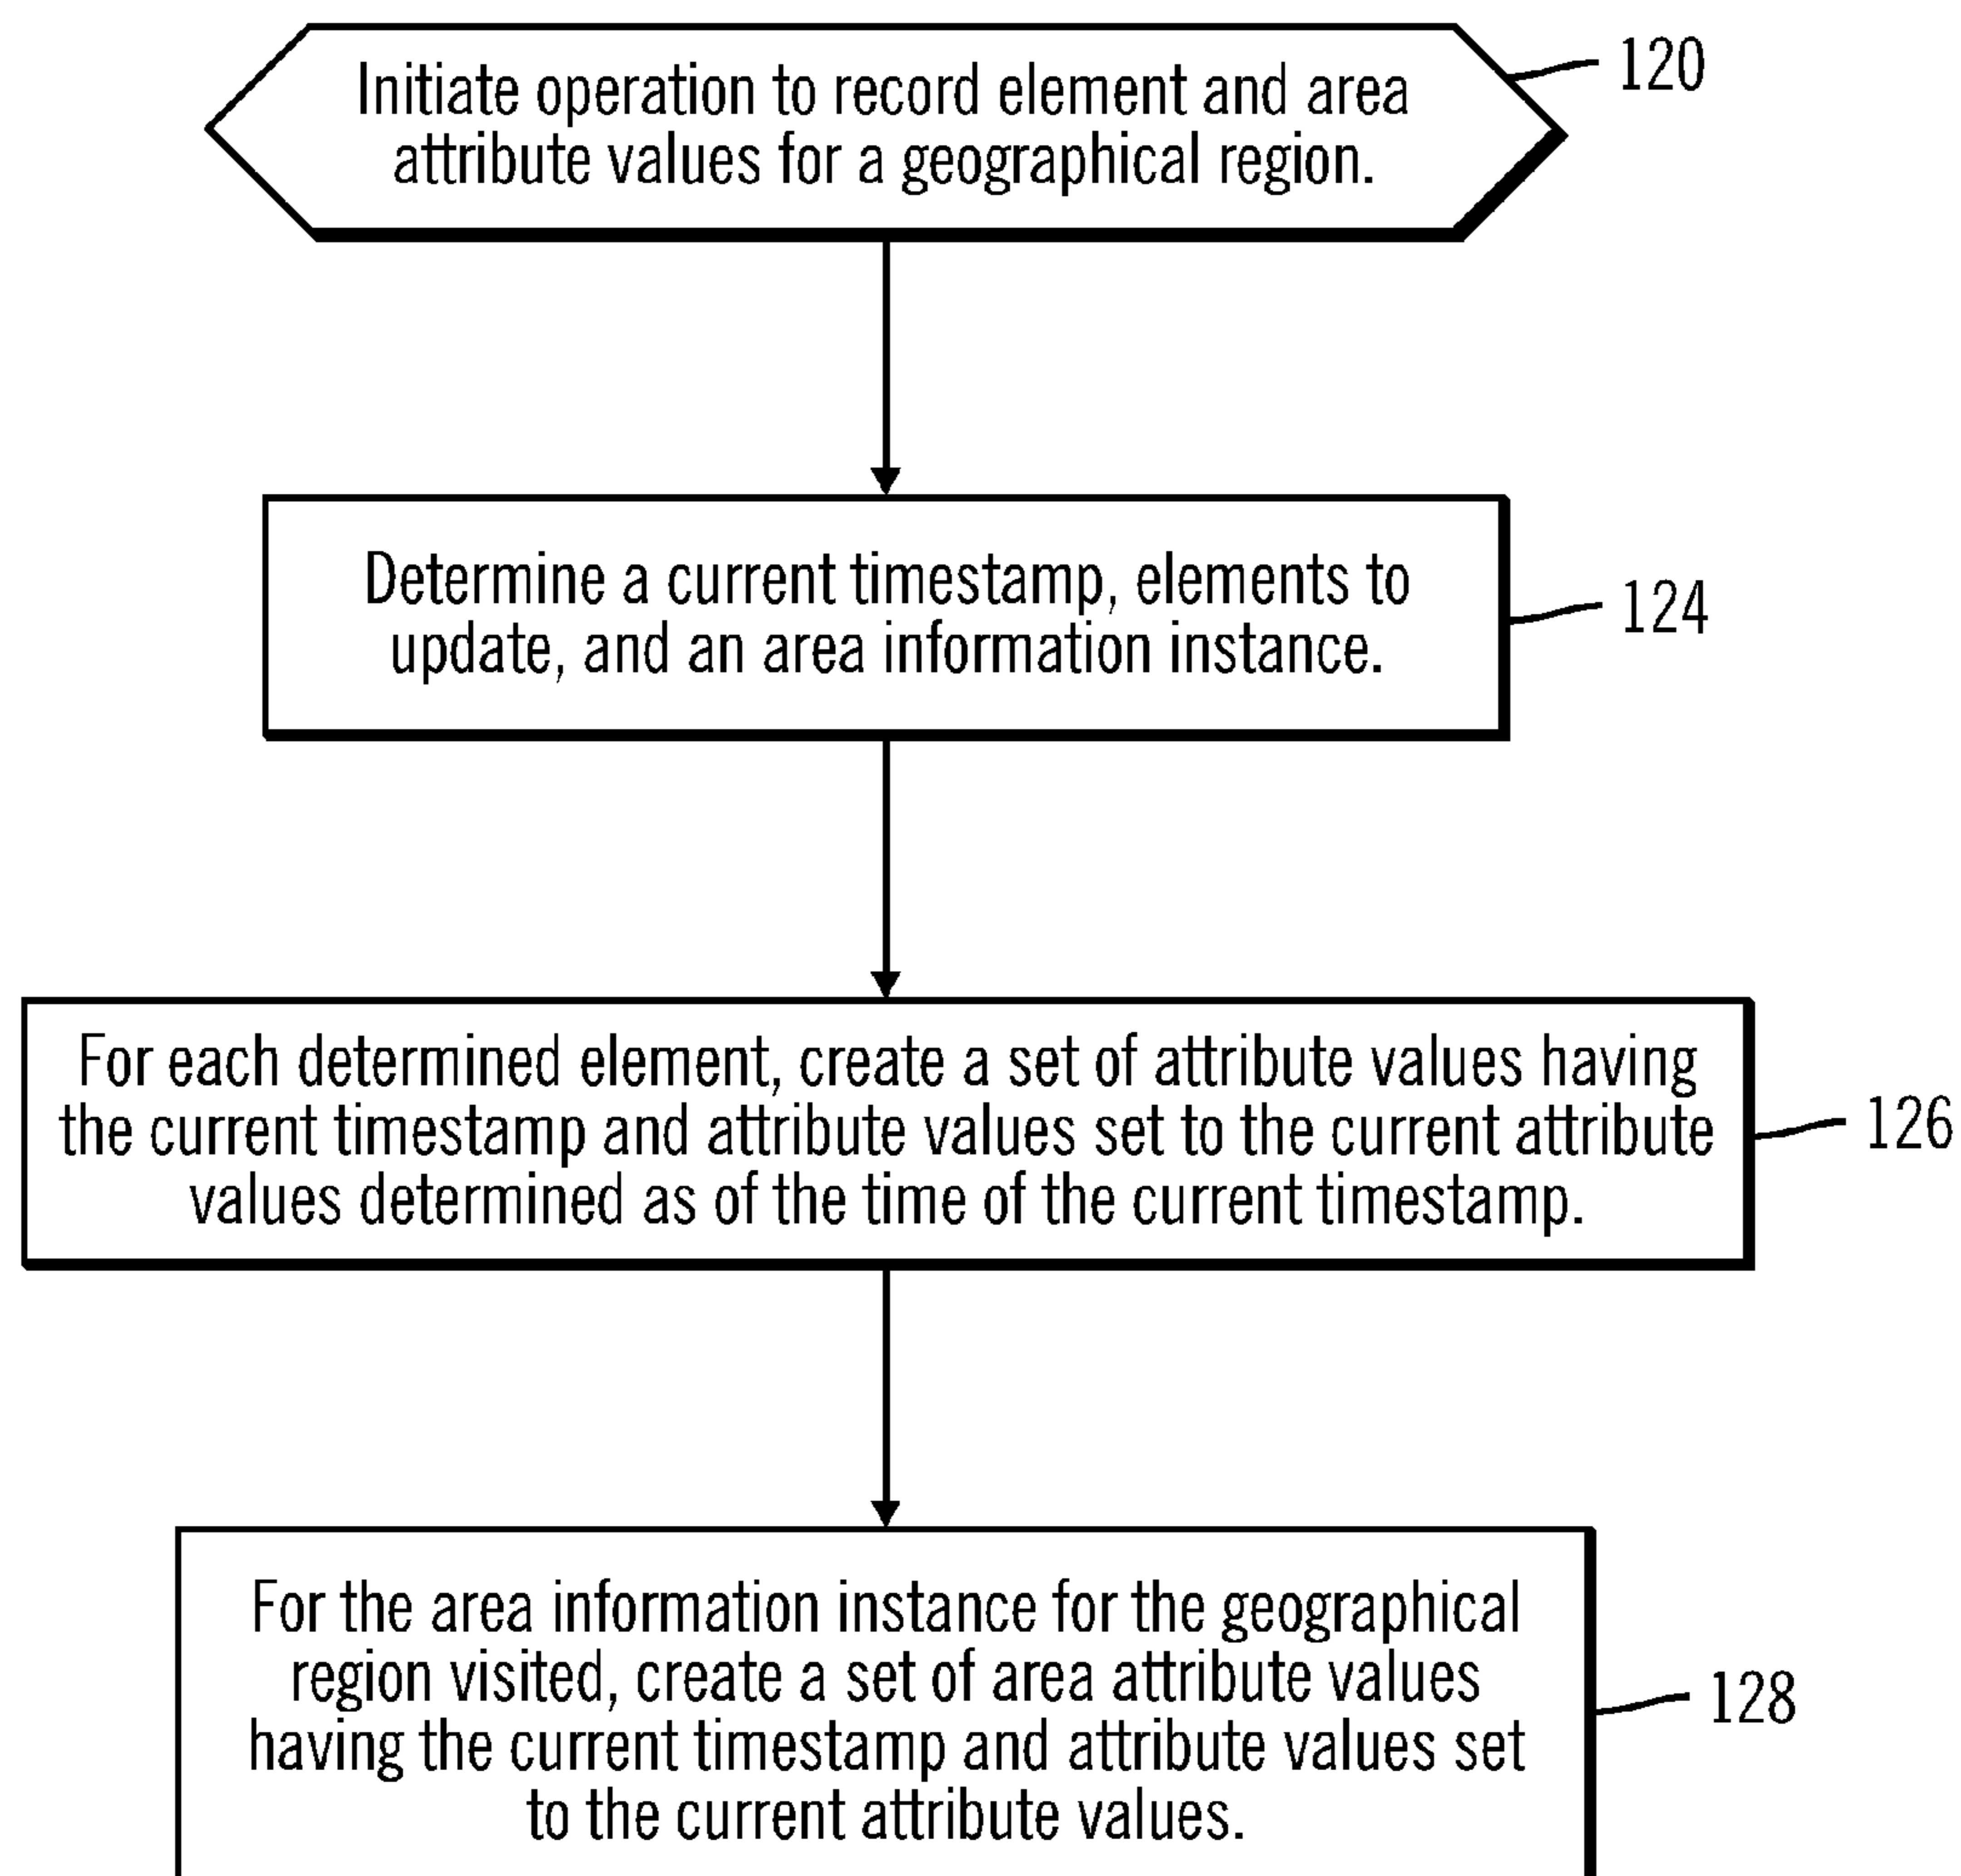 Initiate operation to record element and area
attribute values for a geographical region.
120
Determine a current timestamp, elements to
update, and an area information instance.
124
For each determined element, create a set of attribute values having
the current timestamp and attribute values set to the current attribute
values determined as of the time of the current timestamp.
126
For the area information instance for the geographical
region visited, create a set of area attribute values
having the current timestamp and attribute values set
to the current attribute values.
128